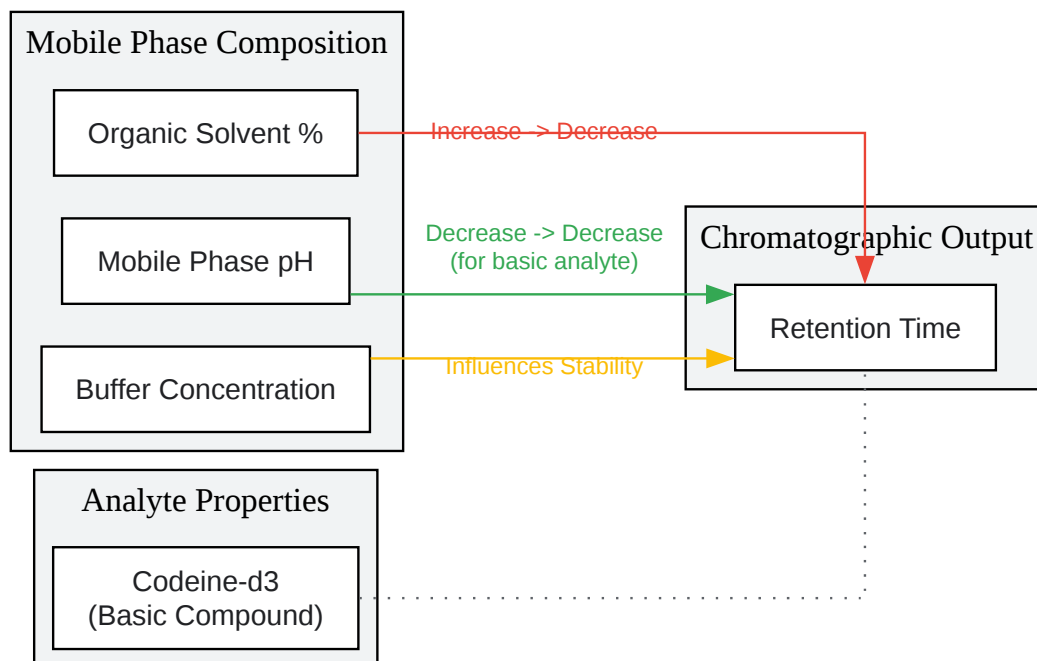 Mobile Phase Composition
Organic Solvent %
Increase -> Decrease
Mobile Phase pH
Decrease -> Decrease
(for basic analyte)
Chromatographic Output
Retention Time
Buffer Concentration
Influences Stability
Analyte Properties
Codeine-d3
(Basic Compound)